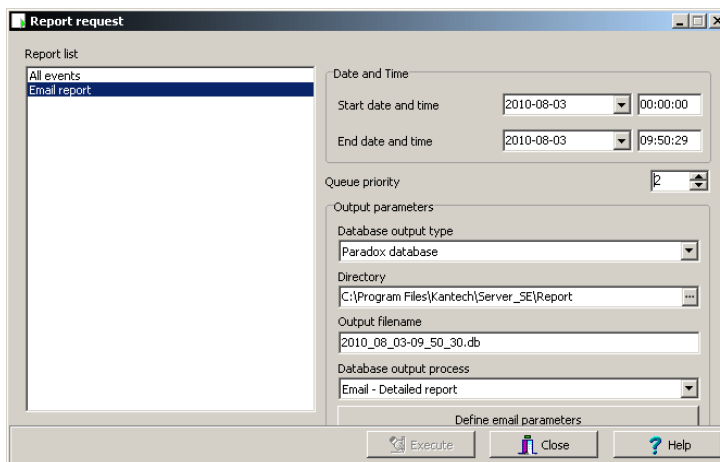 Report request
Report list
All events
Email report
Date and Time
Start date and time 2010-08-03 00:00:00
End date and time 2010-08-03 09:50:29
Queue priority 2
Output parameters
Database output type
Paradox database
Directory
C:\Program Files\Kantech\Server_SE\Report ...
Output filename
2010_08_03-09_50_30.db
Database output process
Email - Detailed report
Define email parameters
Execute Close ? Help